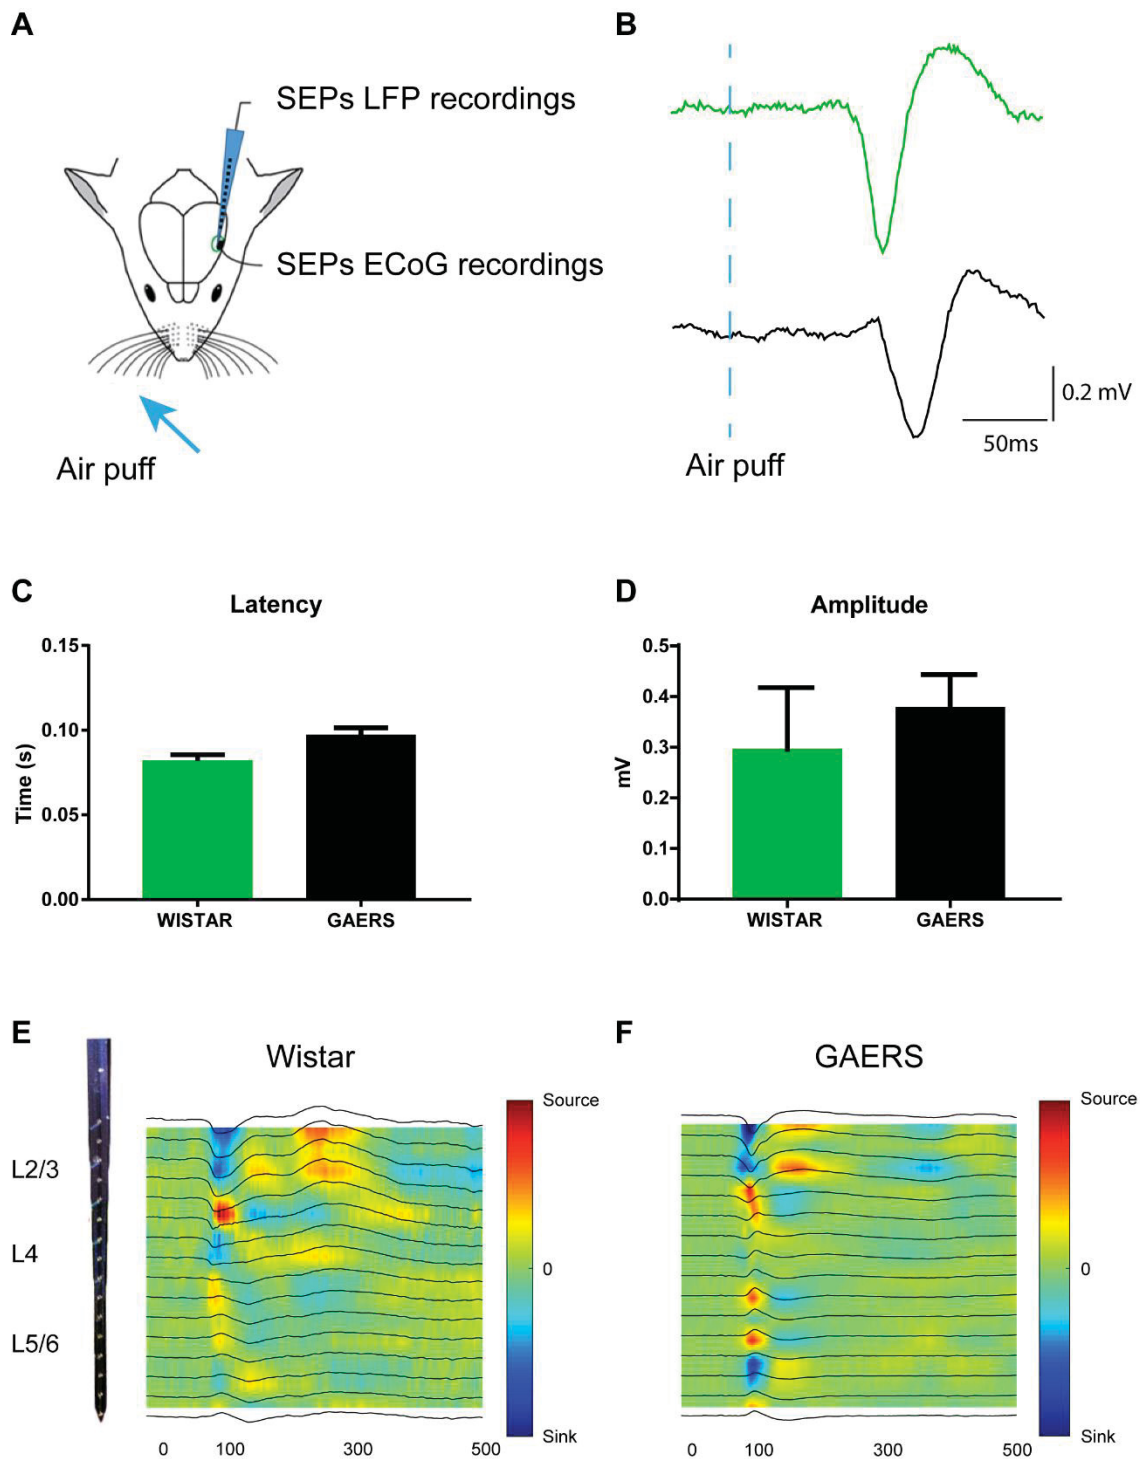 A
SEPs LFP recordings
SEPs ECoG recordings
Air puff
B
0.2 mV
50ms
Air puff
C
Latency
0.15
0.10
0.05
0.00
Time (s)
WISTAR
GAERS
D
Amplitude
0.5
0.4
0.3
0.2
0.1
0.0
mV
WISTAR
GAERS
E
Wistar
L2/3
L4
L5/6
Source
0
Sink
0
100
300
500
F
GAERS
Source
0
Sink
0
100
300
500